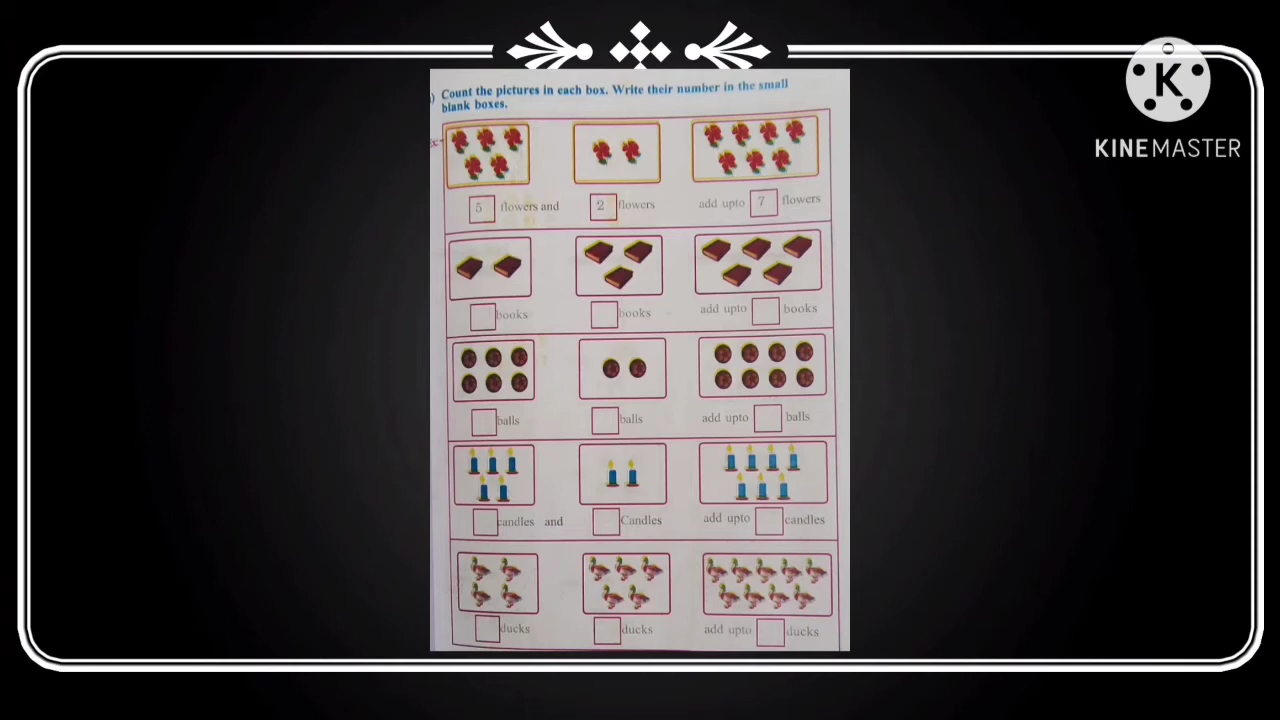 ) Count the pictures in each box. Write their number in the small
blank boxes.
5 flowers and 2 flowers add upto 7 flowers
books books add upto books
balls balls add upto balls
candles and Candles add upto candles
ducks ducks add upto ducks
K
KINEMASTER